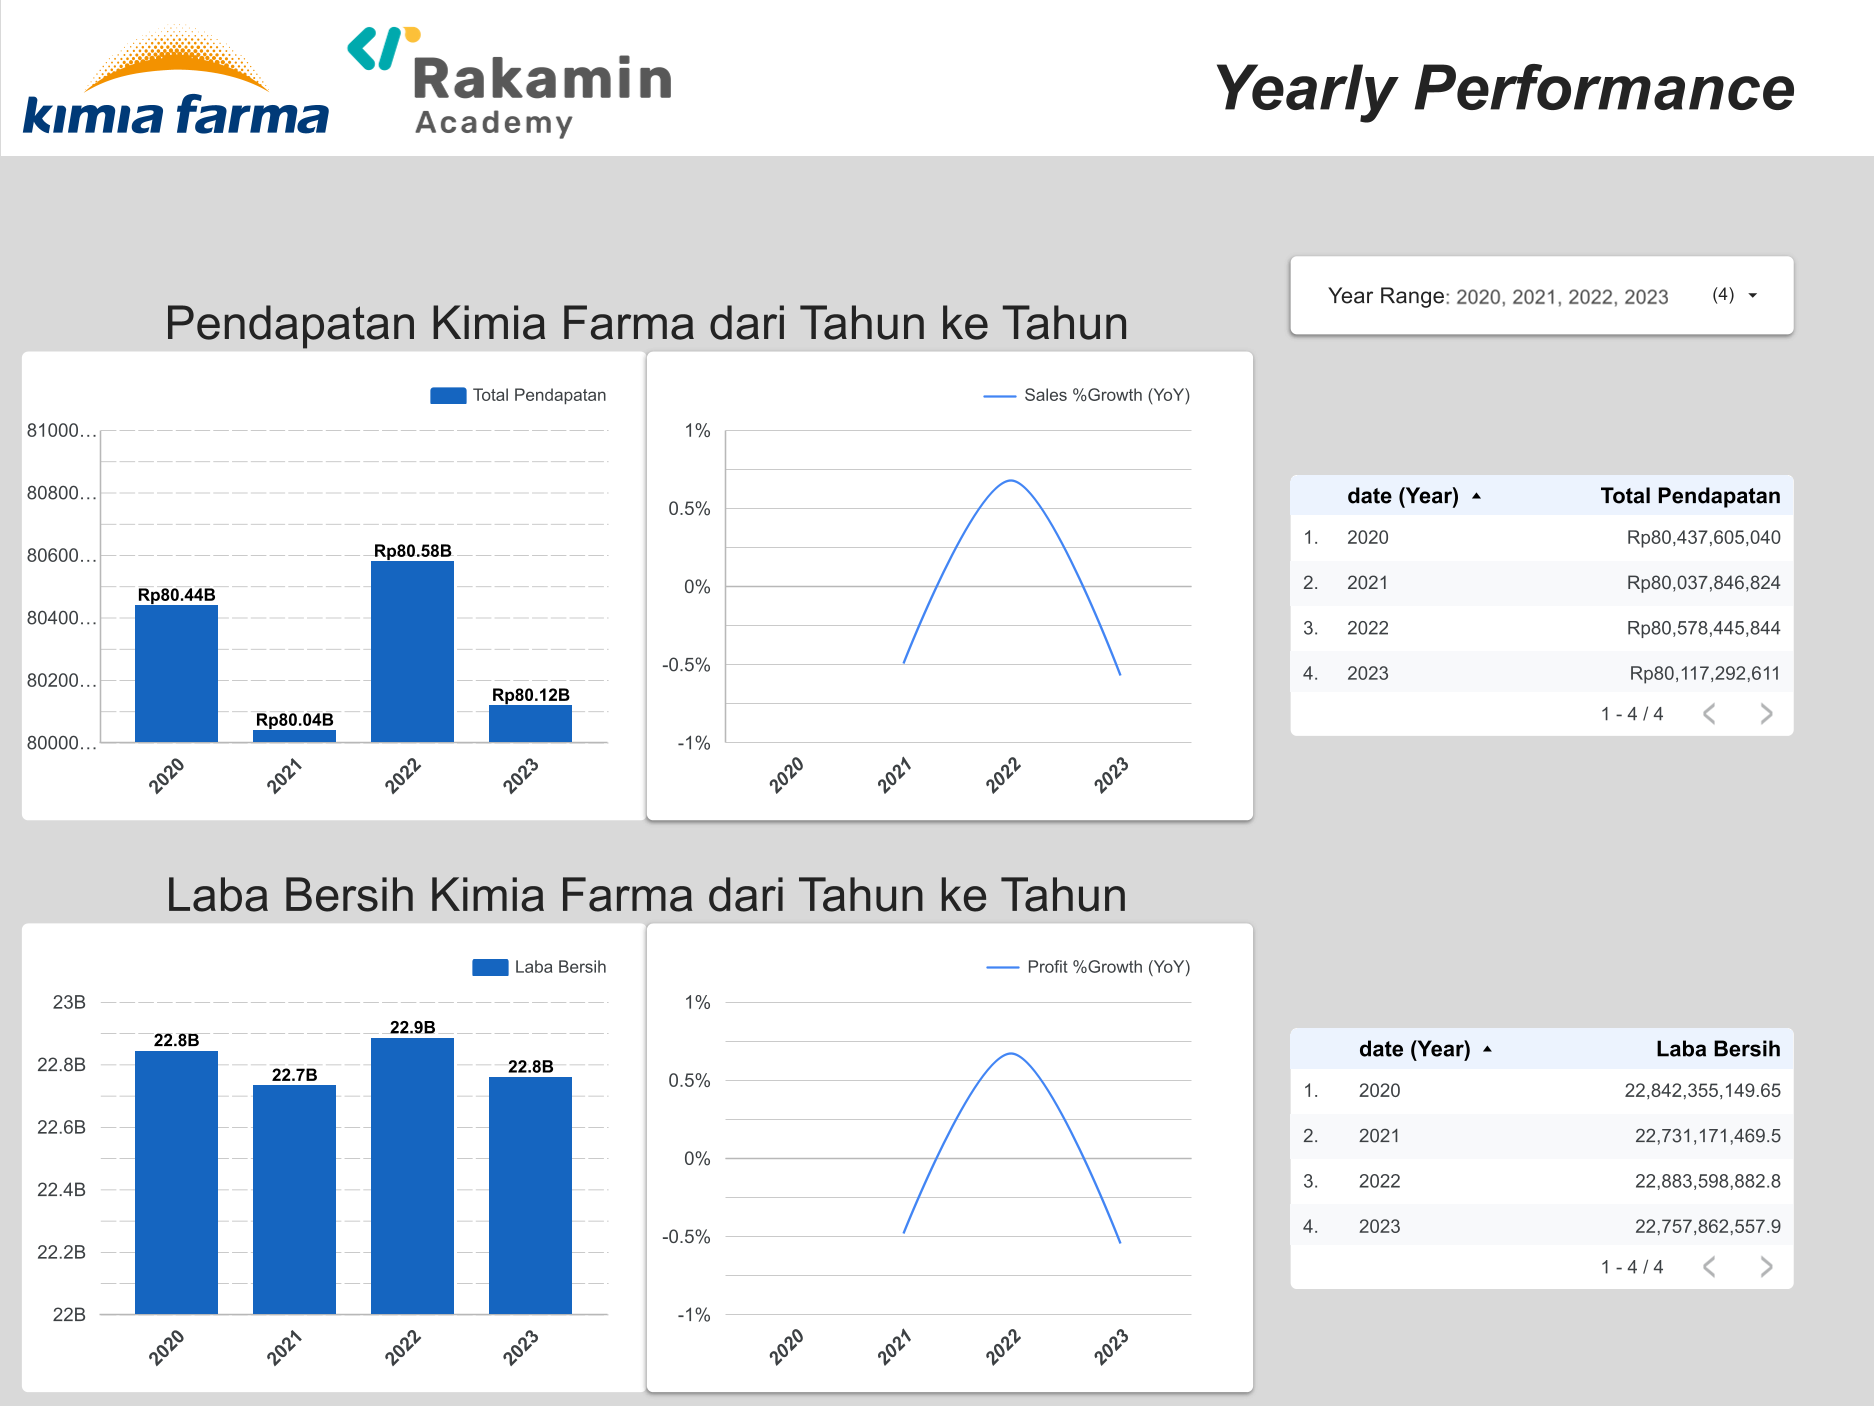 kimia farma
Rakamin
Academy
Yearly Performance
Year Range: 2020, 2021, 2022, 2023 (4)
Pendapatan Kimia Farma dari Tahun ke Tahun
Total Pendapatan
81000...
80800...
80600...
80400...
80200...
80000...
Rp80.44B
Rp80.04B
Rp80.58B
Rp80.12B
2020
2021
2022
2023
Sales %Growth (YoY)
1%
0.5%
0%
-0.5%
-1%
2020
2021
2022
2023
date (Year) Total Pendapatan
1. 2020 Rp80,437,605,040
2. 2021 Rp80,037,846,824
3. 2022 Rp80,578,445,844
4. 2023 Rp80,117,292,611
1 - 4 / 4
Laba Bersih Kimia Farma dari Tahun ke Tahun
Laba Bersih
23B
22.8B
22.6B
22.4B
22.2B
22B
22.8B
22.7B
22.9B
22.8B
2020
2021
2022
2023
Profit %Growth (YoY)
1%
0.5%
0%
-0.5%
-1%
2020
2021
2022
2023
date (Year) Laba Bersih
1. 2020 22,842,355,149.65
2. 2021 22,731,171,469.5
3. 2022 22,883,598,882.8
4. 2023 22,757,862,557.9
1 - 4 / 4